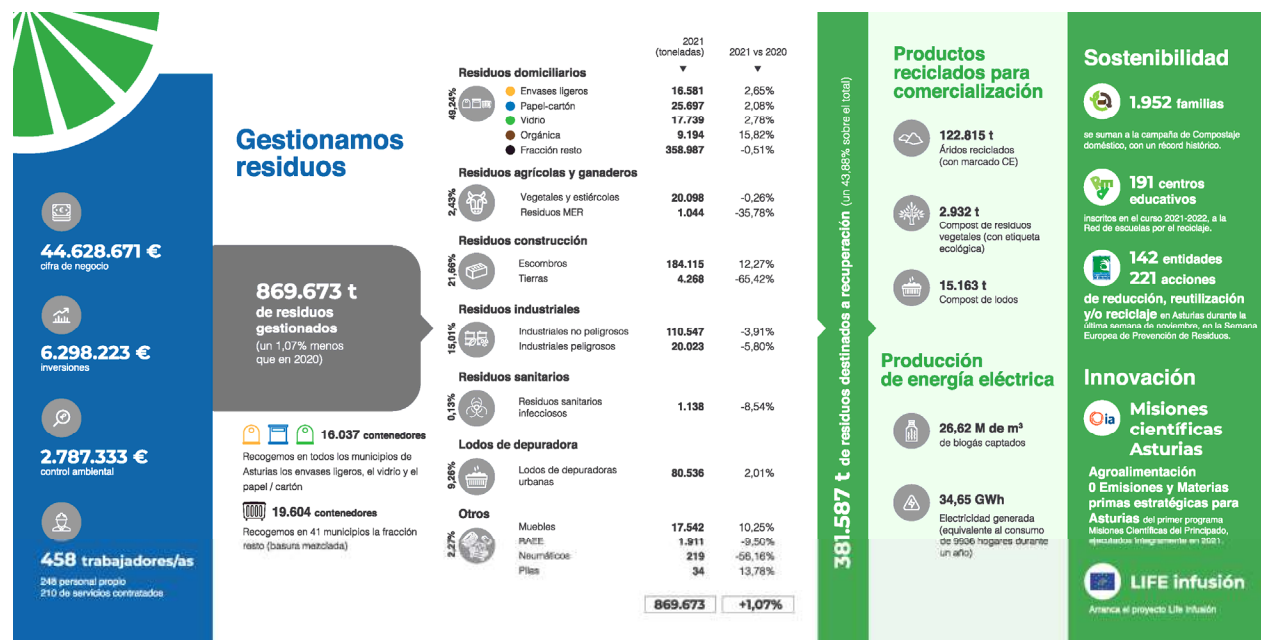 44.628.671 €
cifra de negocio
6.298.223 €
inversiones
2.787.333 €
control ambiental
458 trabajadores/as
248 personal propio
210 de servicios contratados
Gestionamos
residuos
869.673 t
de residuos
gestionados
(un 1,07% menos
que en 2020)
16.037 contenedores
Recogemos en todos los municipios de
Asturias los envases ligeros, el vidrio y el
papel / cartón
19.604 contenedores
Recogemos en 41 municipios la fracción
resto (basura mezclada)
2021
(toneladas) 2021 vs 2020
Residuos domiciliarios
49,24%
Envases ligeros 16.581 2,65%
Papel-cartón 25.697 2,08%
Vidrio 17.739 2,78%
Orgánica 9.194 15,82%
Fracción resto 358.987 -0,51%
Residuos agrícolas y ganaderos
2,43%
Vegetales y estiércoles 20.098 -0,26%
Residuos MER 1.044 -35,78%
Residuos construcción
21,66%
Escombros 184.115 12,27%
Tierras 4.268 -65,42%
Residuos industriales
15,01%
Industriales no poligrosos 110.547 -3,91%
Industriales peligrosos 20.023 -5,80%
Residuos sanitarios
0,13%
Residuos sanitarios
infecciosos 1.138 -8,54%
Lodos de depuradora
9,26%
Lodos de depuradoras
urbanas 80.536 2,01%
Otros
2,27%
Muebles 17.542 10,25%
RAEE 1.911 -9,50%
Neumáticos 219 -56,16%
Pilas 34 13,78%
869.673 +1,07%
381.587 t de residuos destinados a recuperación (un 43,88% sobre el total)
Productos
reciclados para
comercialización
122.815 t
Áridos reciclados
(con marcado CE)
2.932 t
Compost de residuos
vegetales (con etiqueta
ecológica)
15.163 t
Compost de lodos
Producción
de energía eléctrica
26,62 M de m³
de biogás captados
34,65 GWh
Electricidad generada
(equivalente al consumo
de 9936 hogares durante
un año)
Sostenibilidad
1.952 familias
se suman a la campaña de Compostaje
doméstico, con un récord histórico.
191 centros
educativos
inscritos en el curso 2021-2022, a la
Red de escuelas por el reciclaje.
142 entidades
221 acciones
de reducción, reutilización
y/o reciclaje en Asturias durante la
última semana de noviembre, en la Semana
Europea de Prevención de Residuos.
Innovación
Oia
Misiones
científicas
Asturias
Agroalimentación
0 Emisiones y Materias
primas estratégicas para
Asturias del primer programa
Misiones Científicas del Principado,
ejecutados íntegramente en 2021.
LIFE infusión
Arranca el proyecto Life Infusión